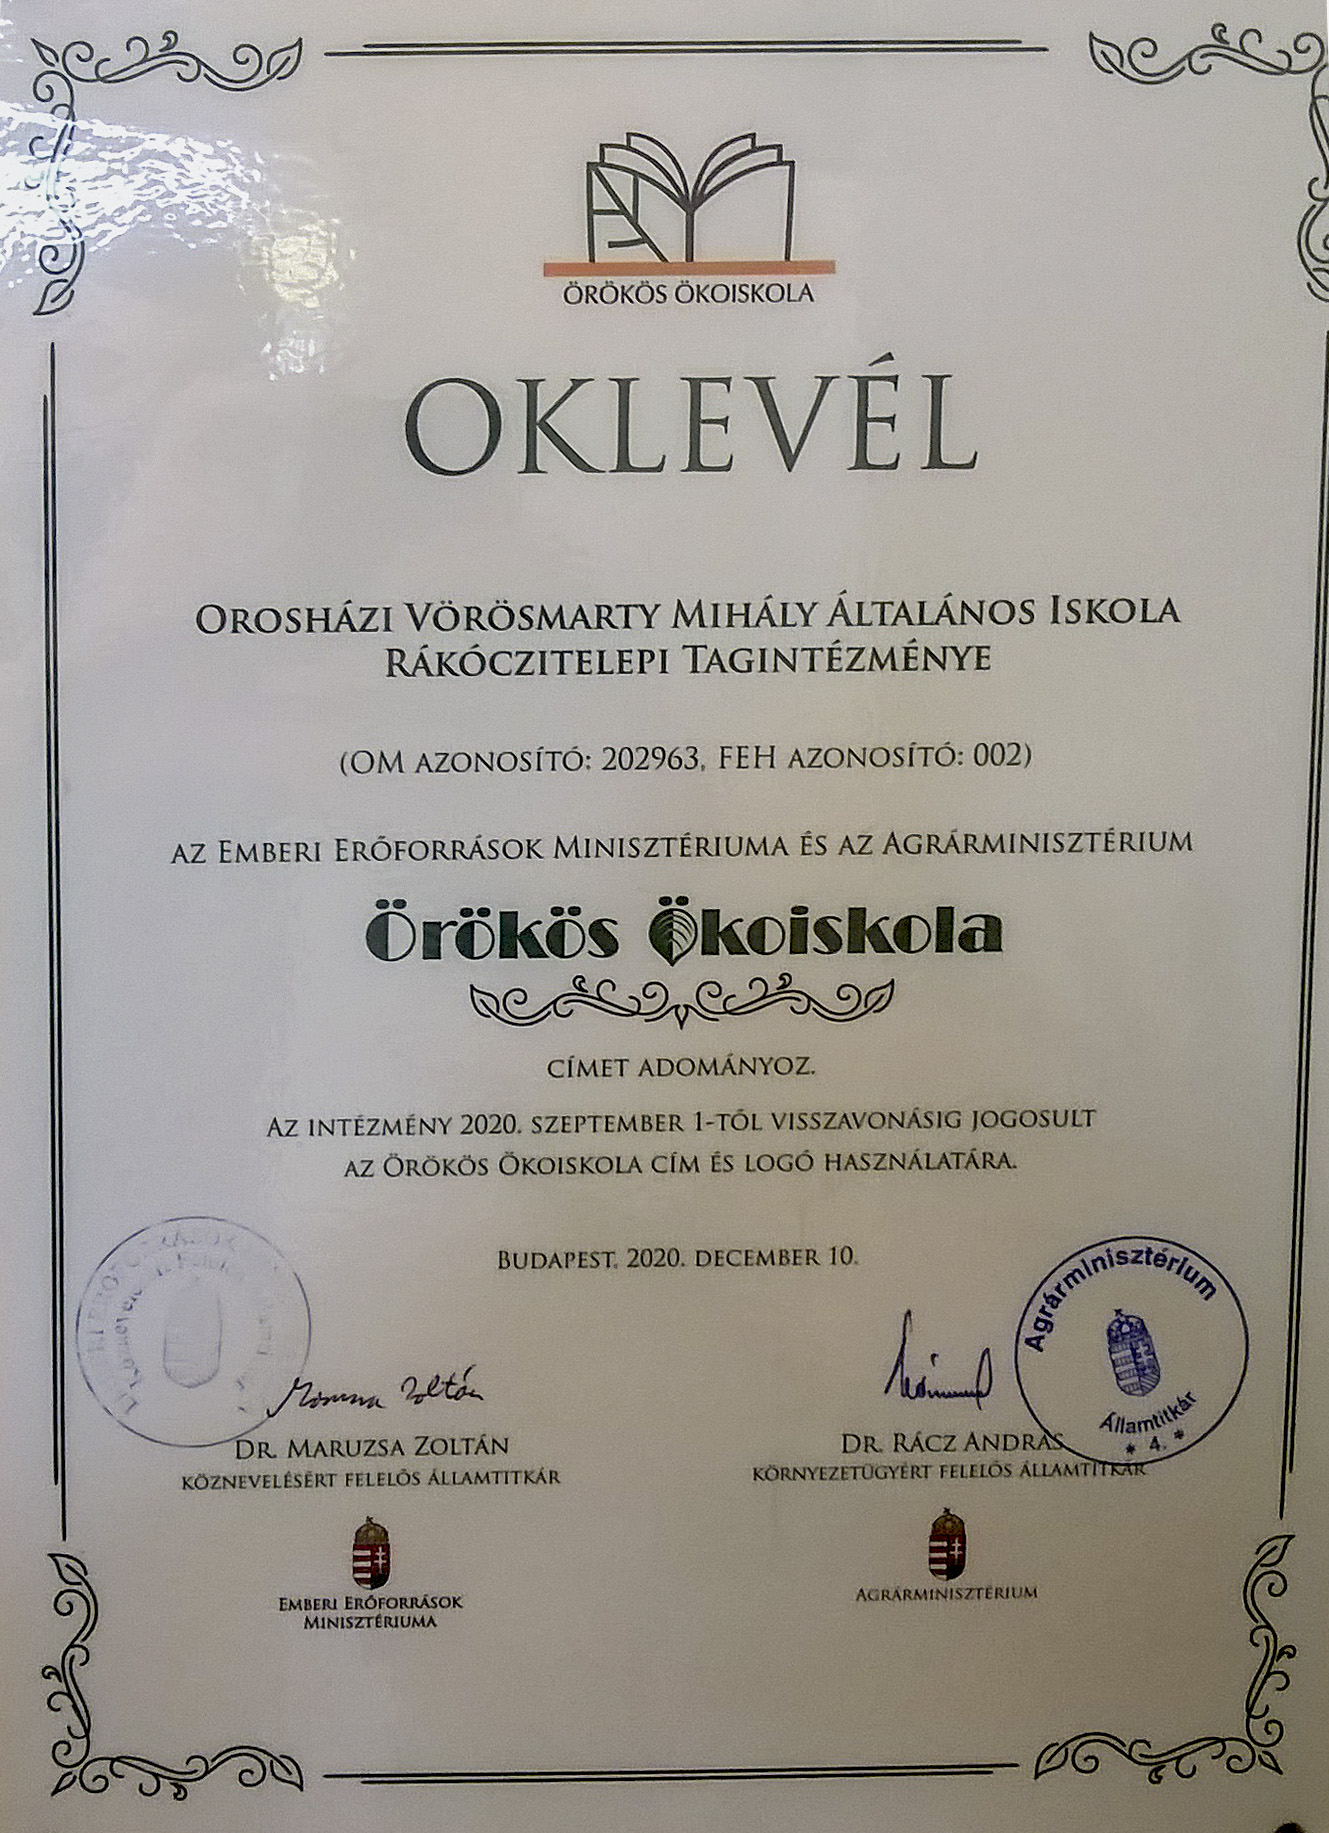 ÖRÖKÖS ÖKOISKOLA
OKLEVÉL
OROSHÁZI VÖRÖSMARTY MIHÁLY ÁLTALÁNOS ISKOLA
RÁKÓCZITELEPI TAGINTÉZMÉNYE
(OM AZONOSÍTÓ: 202963, FEH AZONOSÍTÓ: 002)
AZ EMBERI ERŐFORRÁSOK MINISZTÉRIUMA ÉS AZ AGRÁRMINISZTÉRIUM
Örökös Ökoiskola
CÍMET ADOMÁNYOZ.
AZ INTÉZMÉNY 2020. SZEPTEMBER 1-TŐL VISSZAVONÁSIG JOGOSULT
AZ ÖRÖKÖS ÖKOISKOLA CÍM ÉS LOGÓ HASZNÁLATÁRA.
BUDAPEST, 2020. DECEMBER 10.
Agrárminisztérium
Államtitkár
* 4. *
Maruzsa Zoltán
DR. MARUZSA ZOLTÁN
KÖZNEVELÉSÉRT FELELŐS ÁLLAMTITKÁR
DR. RÁCZ ANDRÁS
KÖRNYEZETÜGYÉRT FELELŐS ÁLLAMTITKÁR
EMBERI ERŐFORRÁSOK
MINISZTÉRIUMA
AGRÁRMINISZTÉRIUM